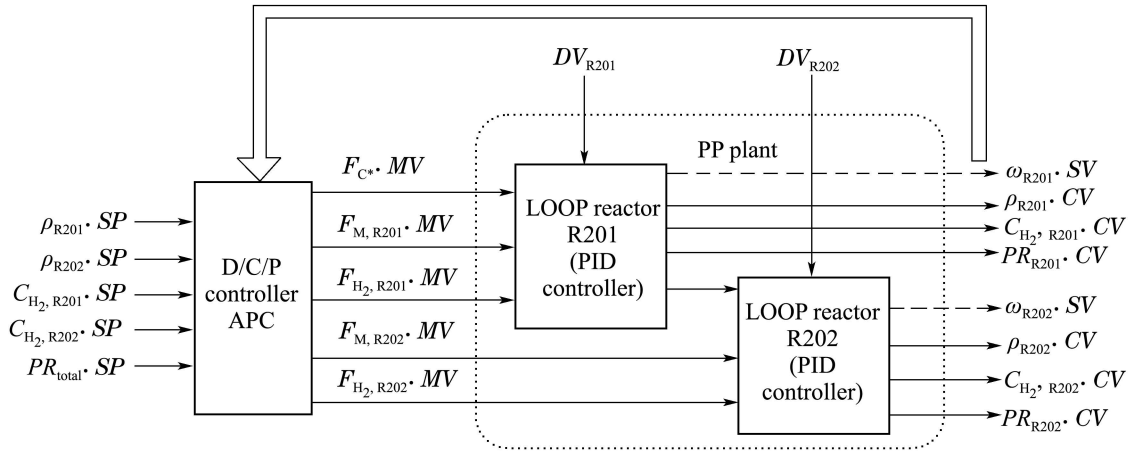 DV_R201
DV_R202
PP plant
F_C*· MV
F_M, R201· MV
F_H₂, R201· MV
F_M, R202· MV
F_H₂, R202· MV
ρ_R201· SP
ρ_R202· SP
C_H₂, R201· SP
C_H₂, R202· SP
PR_total· SP
D/C/P
controller
APC
LOOP reactor
R201
(PID
controller)
LOOP reactor
R202
(PID
controller)
ω_R201· SV
ρ_R201· CV
C_H₂, R201· CV
PR_R201· CV
ω_R202· SV
ρ_R202· CV
C_H₂, R202· CV
PR_R202· CV